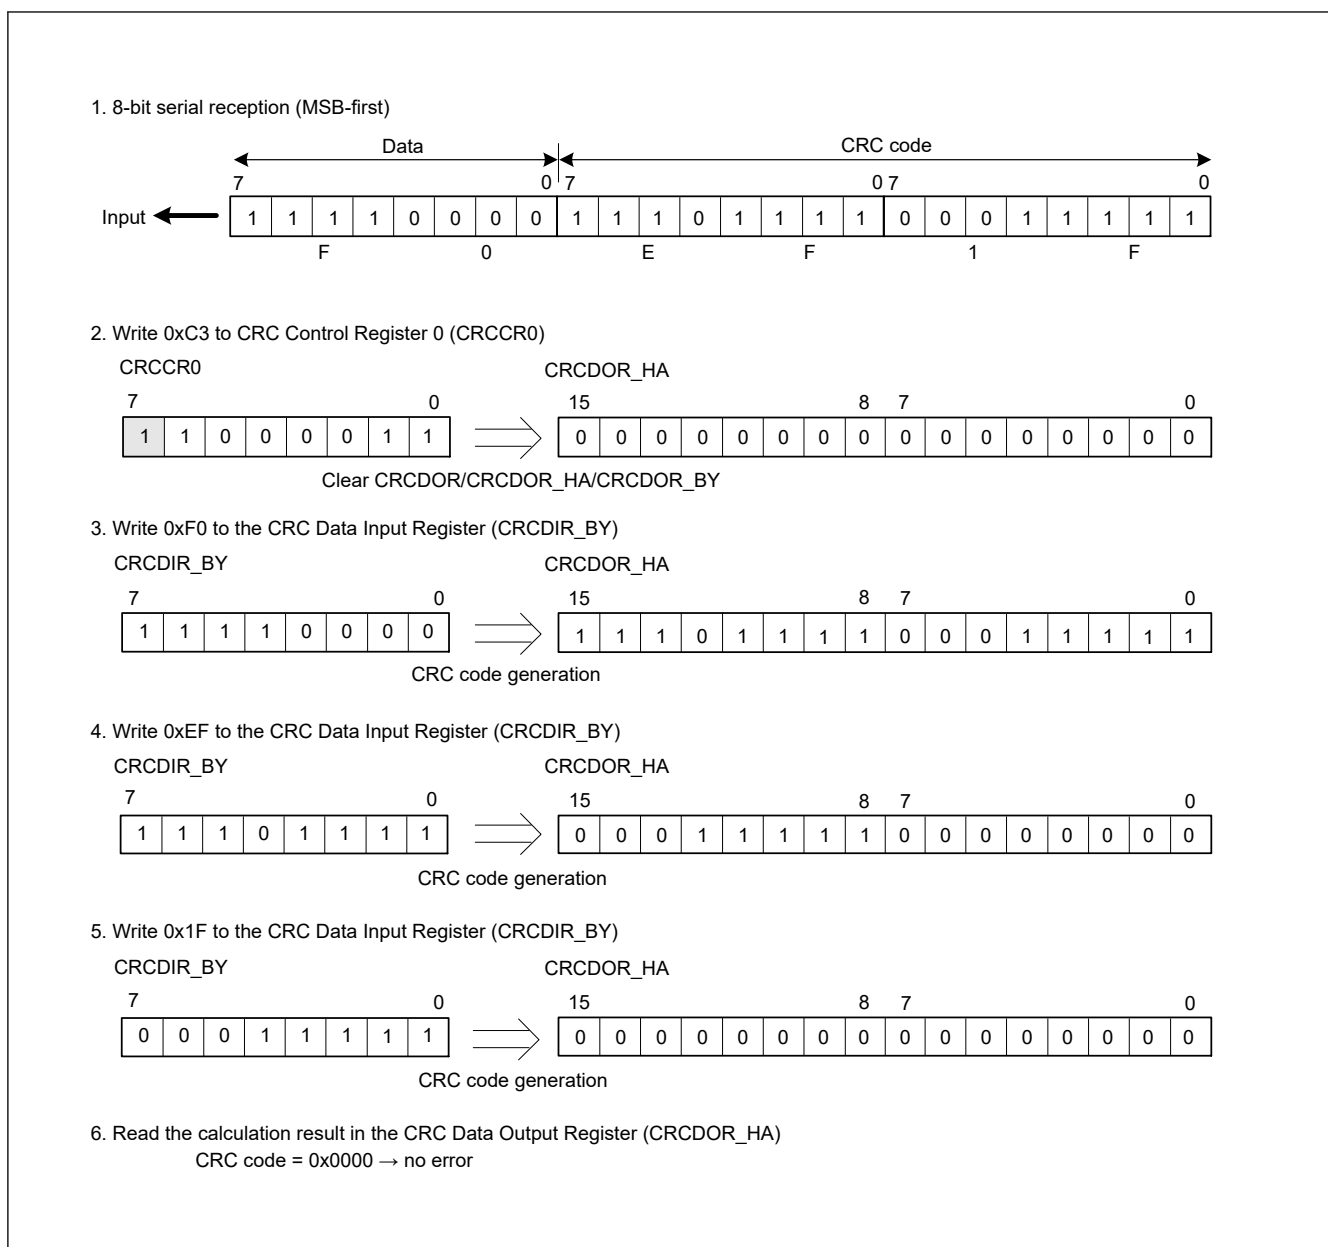 1. 8-bit serial reception (MSB-first)
Data CRC code
7 0 7 0 7 0
Input 1 1 1 1 0 0 0 0 1 1 1 0 1 1 1 1 0 0 0 1 1 1 1 1
F 0 E F 1 F
2. Write 0xC3 to CRC Control Register 0 (CRCCR0)
CRCCR0 CRCDOR_HA
7 0 15 8 7 0
1 1 0 0 0 0 1 1 0 0 0 0 0 0 0 0 0 0 0 0 0 0 0 0
Clear CRCDOR/CRCDOR_HA/CRCDOR_BY
3. Write 0xF0 to the CRC Data Input Register (CRCDIR_BY)
CRCDIR_BY CRCDOR_HA
7 0 15 8 7 0
1 1 1 1 0 0 0 0 1 1 1 0 1 1 1 1 0 0 0 1 1 1 1 1
CRC code generation
4. Write 0xEF to the CRC Data Input Register (CRCDIR_BY)
CRCDIR_BY CRCDOR_HA
7 0 15 8 7 0
1 1 1 0 1 1 1 1 0 0 0 1 1 1 1 1 0 0 0 0 0 0 0 0
CRC code generation
5. Write 0x1F to the CRC Data Input Register (CRCDIR_BY)
CRCDIR_BY CRCDOR_HA
7 0 15 8 7 0
0 0 0 1 1 1 1 1 0 0 0 0 0 0 0 0 0 0 0 0 0 0 0 0
CRC code generation
6. Read the calculation result in the CRC Data Output Register (CRCDOR_HA)
CRC code = 0x0000 → no error